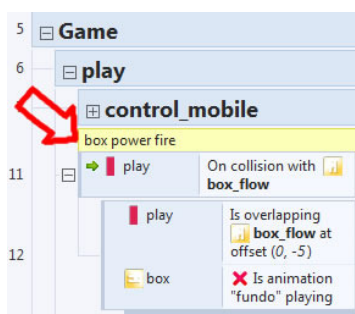 5 Game
6 play
control_mobile
box power fire
11 play On collision with
box_flow
play Is overlapping
box_flow at
offset (0, -5)
12
box Is animation
"fundo" playing